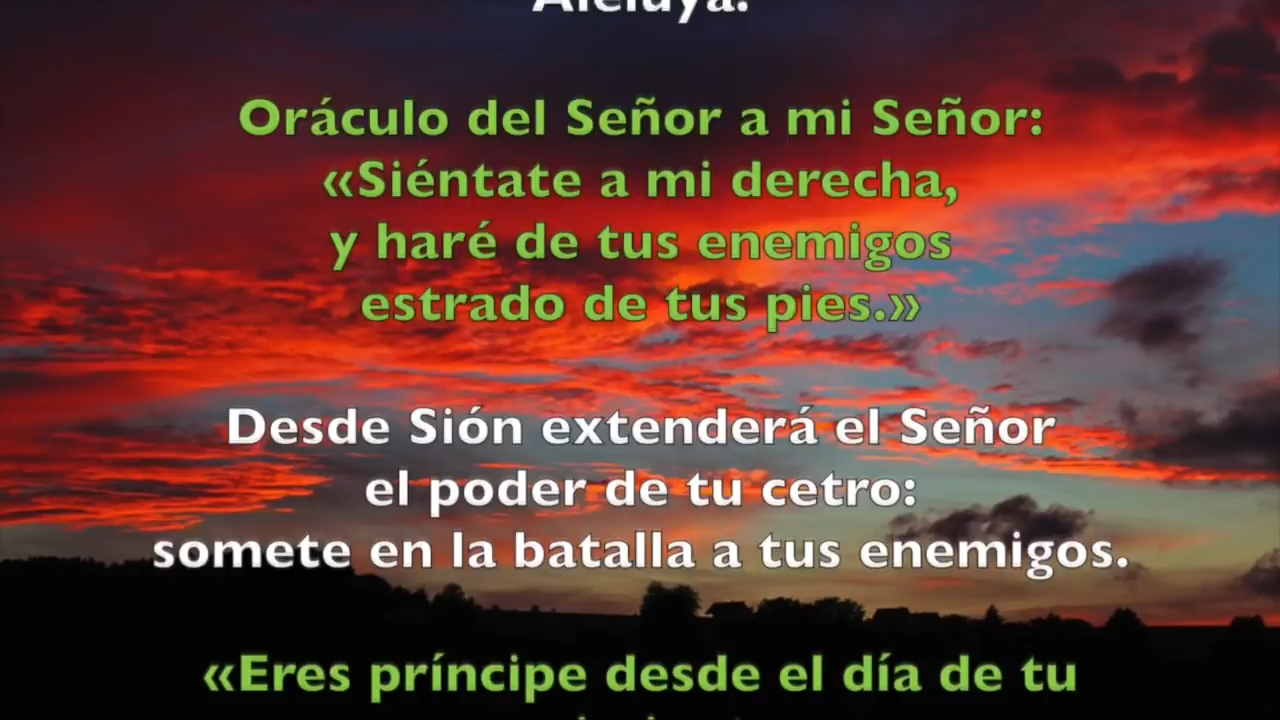 Aleluya.
Oráculo del Señor a mi Señor:
«Siéntate a mi derecha,
y haré de tus enemigos
estrado de tus pies.»
Desde Sión extenderá el Señor
el poder de tu cetro:
somete en la batalla a tus enemigos.
«Eres príncipe desde el día de tu